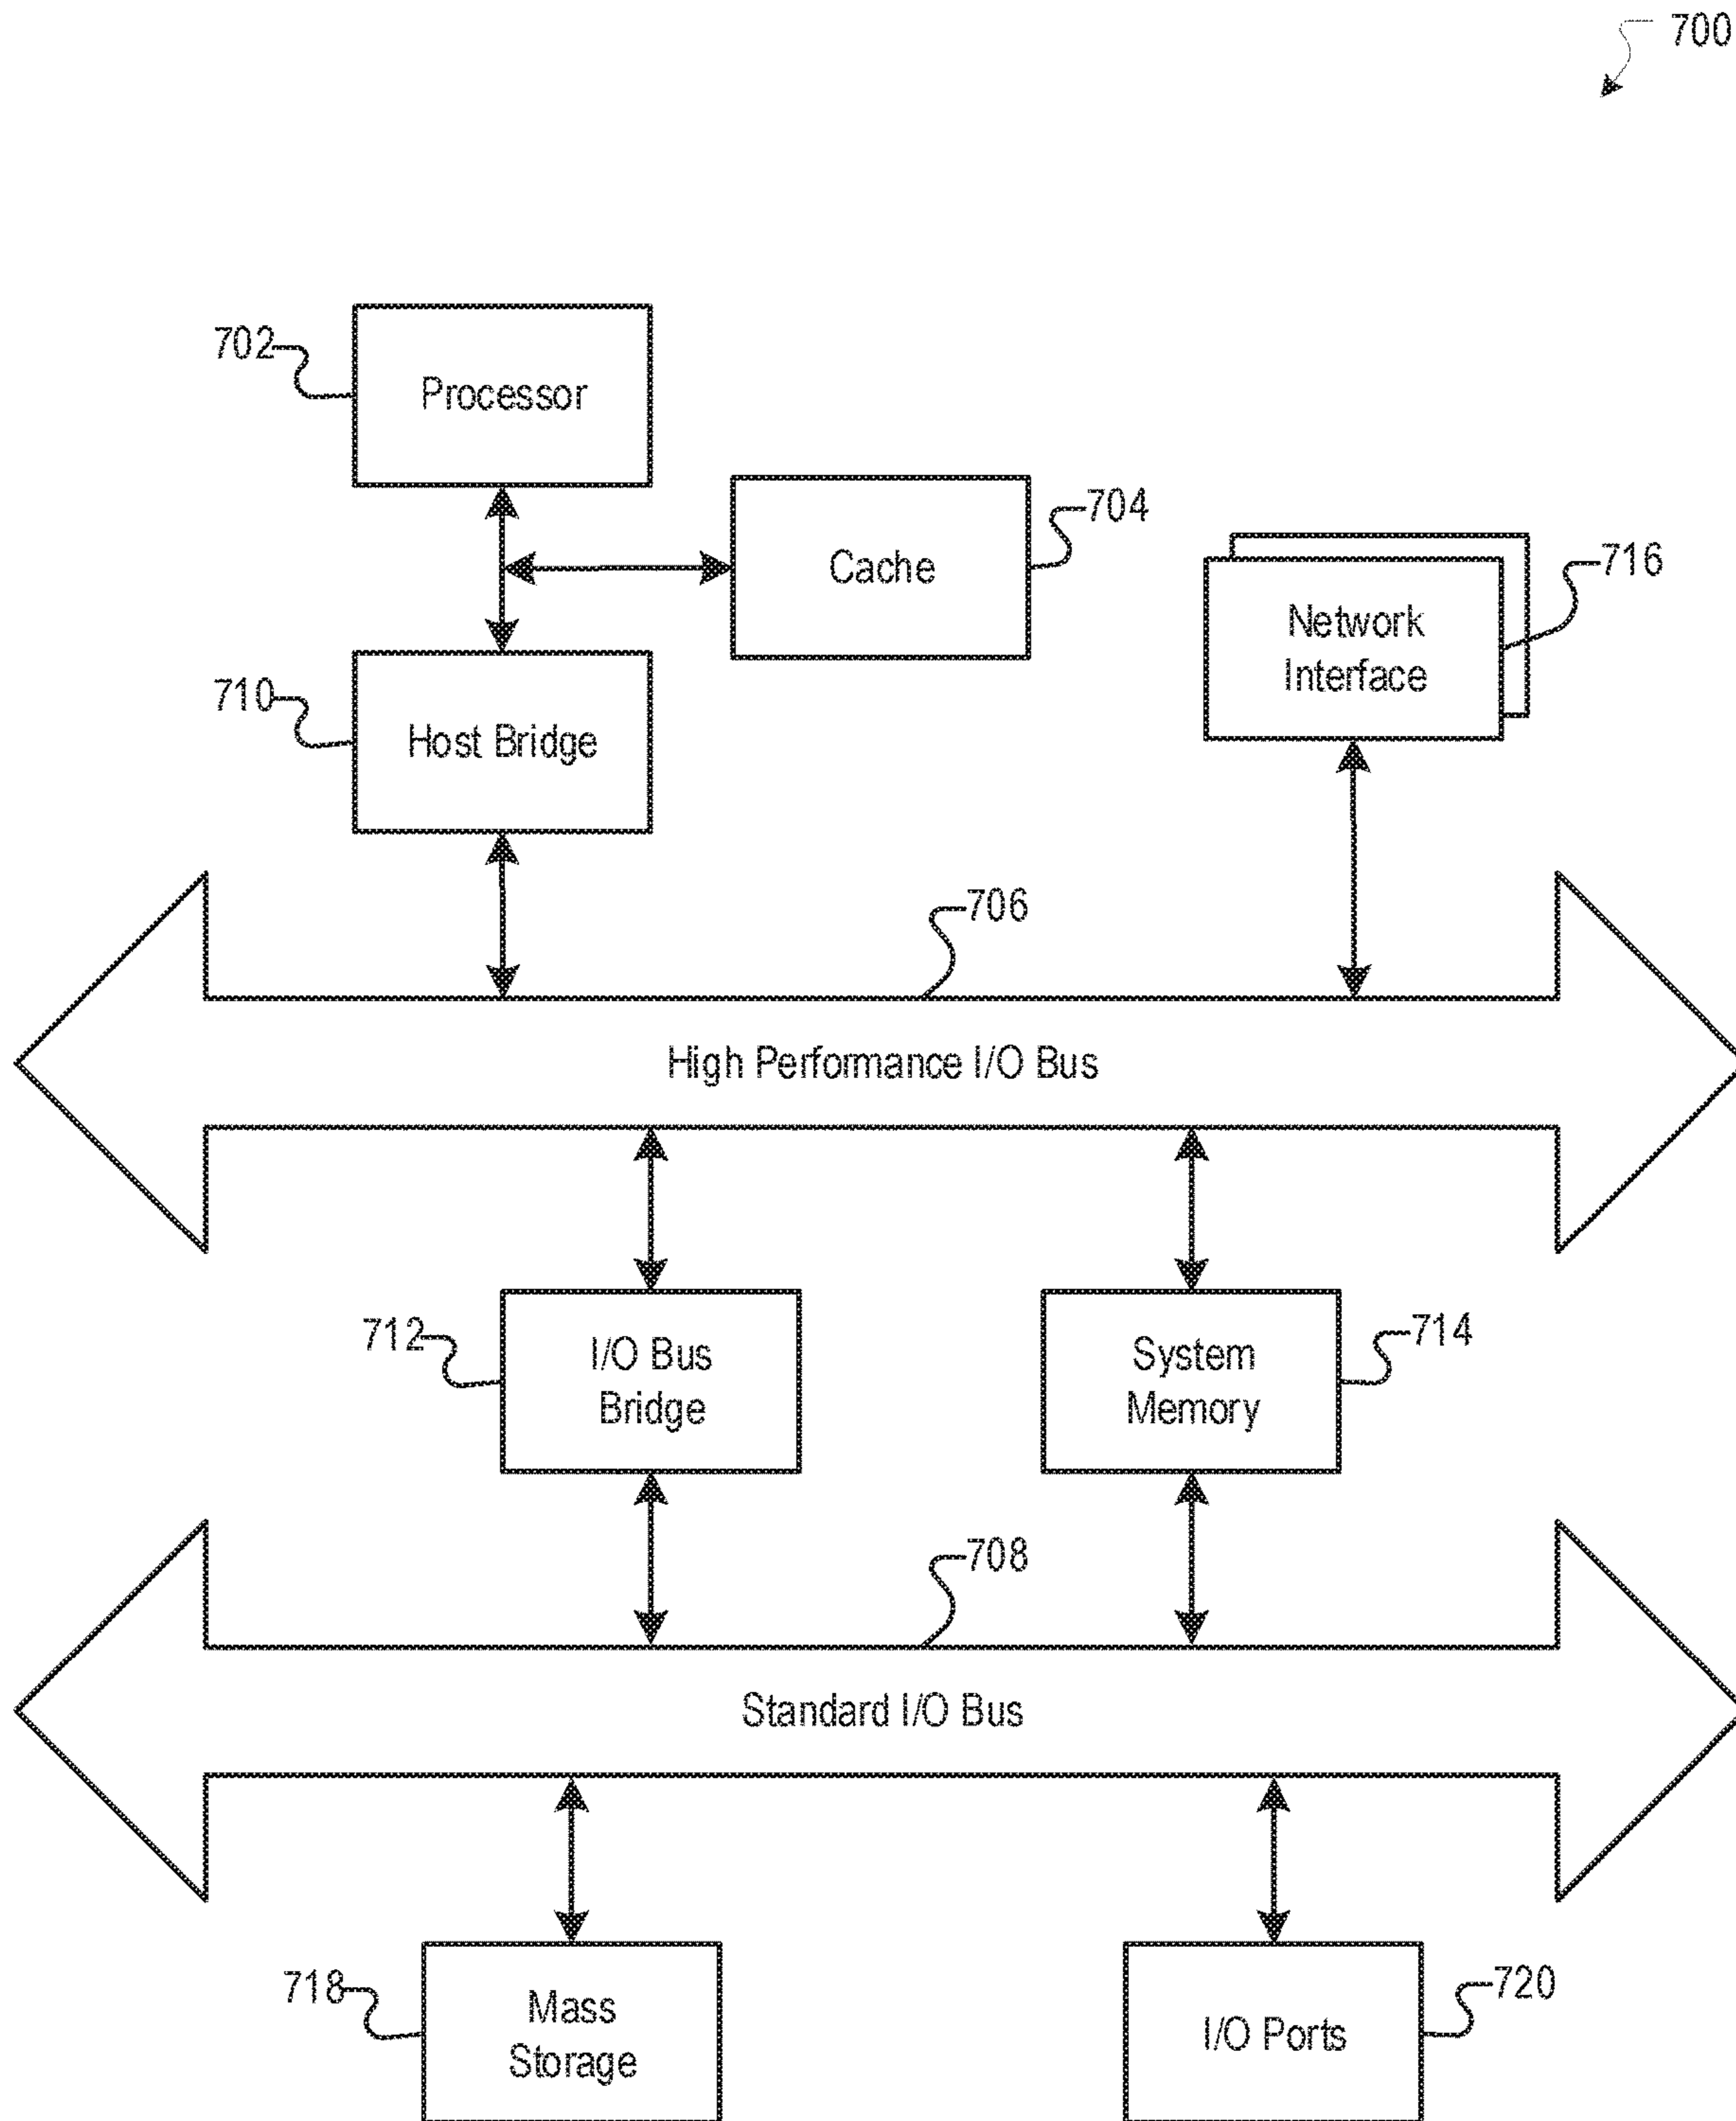 700
702
Processor
704
Cache
716
Network
Interface
710
Host Bridge
706
High Performance I/O Bus
712
I/O Bus
Bridge
714
System
Memory
708
Standard I/O Bus
718
Mass
Storage
720
I/O Ports